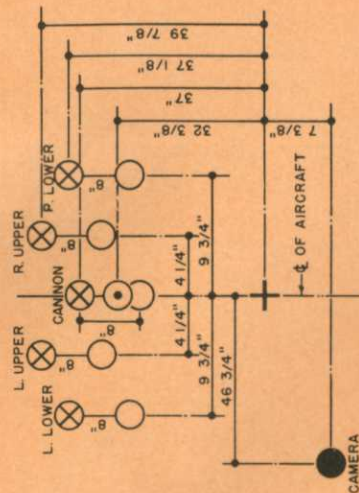 L. LOWER
L. UPPER
CANINON
R. UPPER
P. LOWER
8"
8"
8"
8"
8"
39 7/8"
37 1/8"
37"
32 3/8"
7 3/8"
4 1/4"
4 1/4"
9 3/4"
9 3/4"
46 3/4"
℄ OF AIRCRAFT
CAMERA